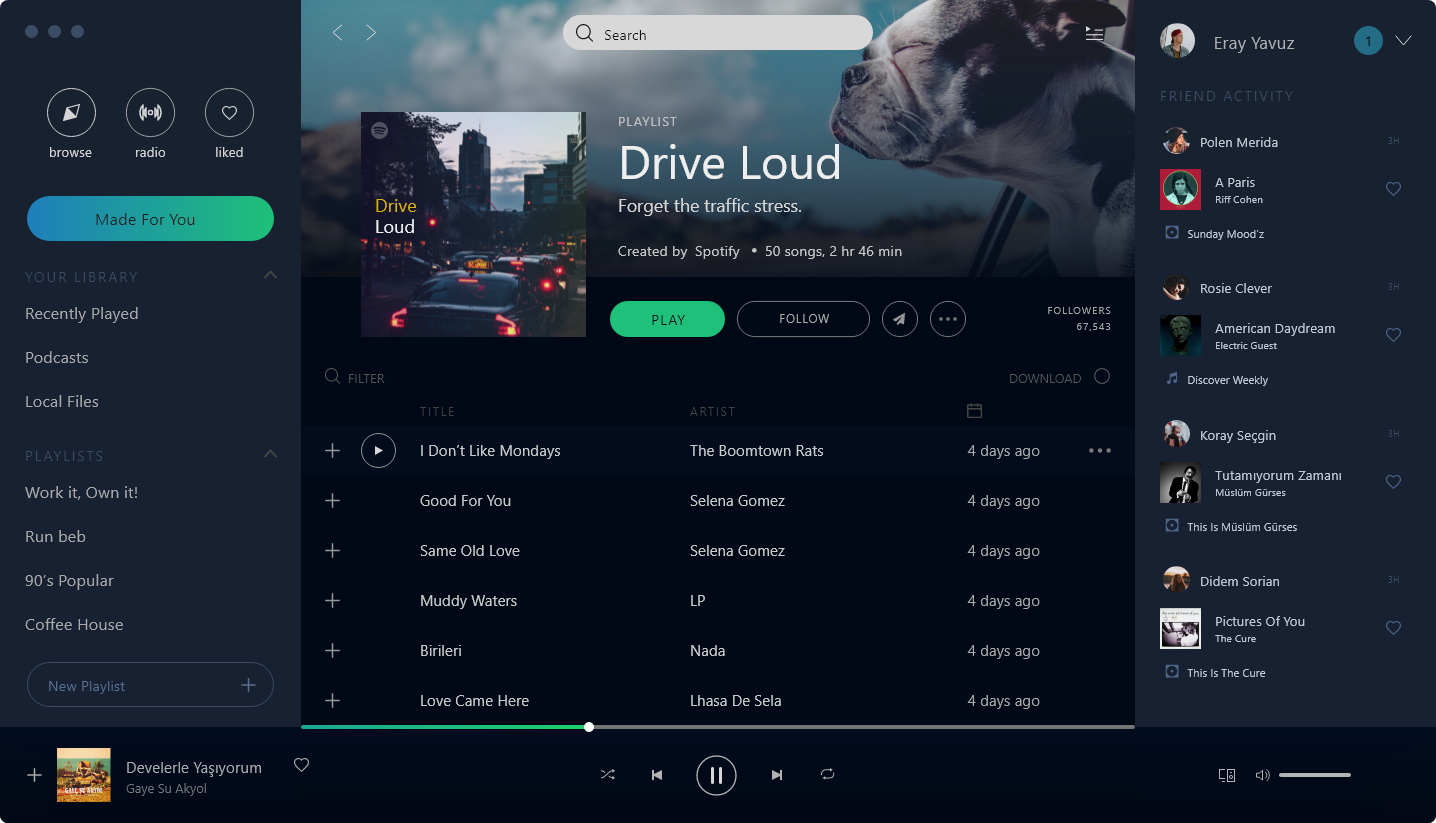 Search
browse
radio
liked
Made For You
YOUR LIBRARY
Recently Played
Podcasts
Local Files
PLAYLISTS
Work it, Own it!
Run beb
90's Popular
Coffee House
New Playlist
Drive
Loud
PLAYLIST
Drive Loud
Forget the traffic stress.
Created by Spotify • 50 songs, 2 hr 46 min
PLAY
FOLLOW
FOLLOWERS
67,543
FILTER
DOWNLOAD
TITLE ARTIST
I Don't Like Mondays The Boomtown Rats 4 days ago
Good For You Selena Gomez 4 days ago
Same Old Love Selena Gomez 4 days ago
Muddy Waters LP 4 days ago
Birileri Nada 4 days ago
Love Came Here Lhasa De Sela 4 days ago
Eray Yavuz 1
FRIEND ACTIVITY
Polen Merida 3H
A Paris
Riff Cohen
Sunday Mood'z
Rosie Clever 3H
American Daydream
Electric Guest
Discover Weekly
Koray Seçgin 3H
Tutamıyorum Zamanı
Müslüm Gürses
This Is Müslüm Gürses
Didem Sorian 3H
Pictures Of You
The Cure
This Is The Cure
GAYE SU AKYOL
Develerle Yaşıyorum
Gaye Su Akyol